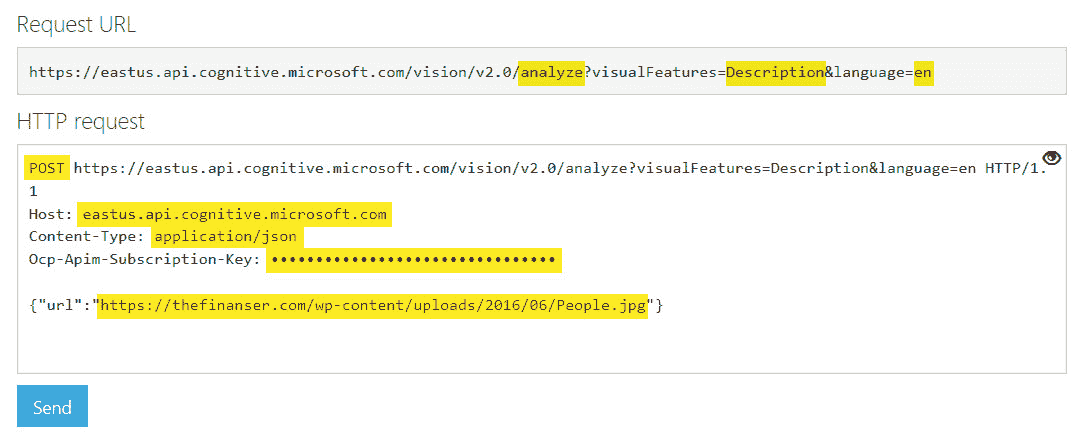 Request URL
https://eastus.api.cognitive.microsoft.com/vision/v2.0/analyze?visualFeatures=Description&language=en
HTTP request
POST https://eastus.api.cognitive.microsoft.com/vision/v2.0/analyze?visualFeatures=Description&language=en HTTP/1.
1
Host: eastus.api.cognitive.microsoft.com
Content-Type: application/json
Ocp-Apim-Subscription-Key: ••••••••••••••••••••••••••••••••
{"url":"https://thefinanser.com/wp-content/uploads/2016/06/People.jpg"}
Send